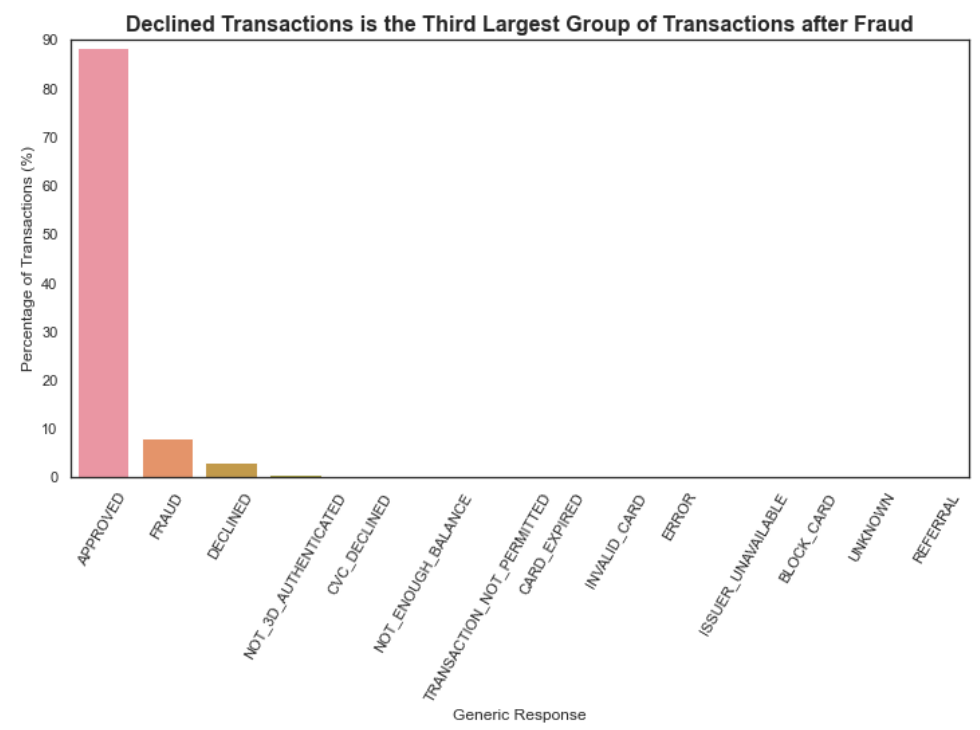 Declined Transactions is the Third Largest Group of Transactions after Fraud
90
80
70
60
50
40
30
20
10
0
Percentage of Transactions (%)
APPROVED
FRAUD
DECLINED
NOT_3D_AUTHENTICATED
CVC_DECLINED
NOT_ENOUGH_BALANCE
TRANSACTION_NOT_PERMITTED
CARD_EXPIRED
INVALID_CARD
ERROR
ISSUER_UNAVAILABLE
BLOCK_CARD
UNKNOWN
REFERRAL
Generic Response